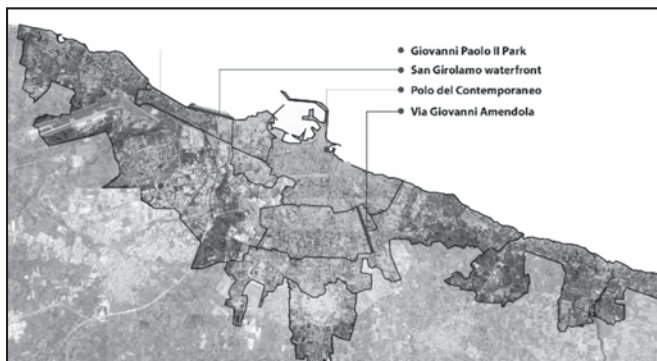 Giovanni Paolo II Park
San Girolamo waterfront
Polo del Contemporaneo
Via Giovanni Amendola